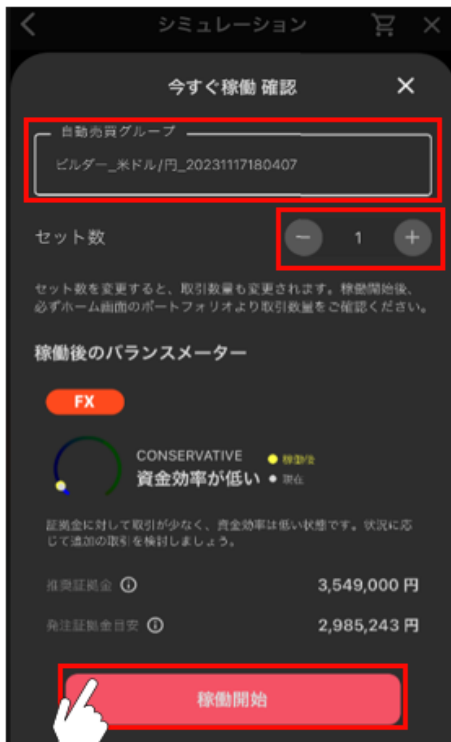 シミュレーション
今すぐ稼働 確認
自動売買グループ
ビルダー_米ドル/円_20231117180407
セット数
1
セット数を変更すると、取引数量も変更されます。稼働開始後、
必ずホーム画面のポートフォリオより取引数量をご確認ください。
稼働後のバランスメーター
FX
CONSERVATIVE
稼働後
資金効率が低い
現在
証拠金に対して取引が少なく、資金効率は低い状態です。状況に応
じて追加の取引を検討しましょう。
推奨証拠金
3,549,000 円
発注証拠金目安
2,985,243 円
稼働開始